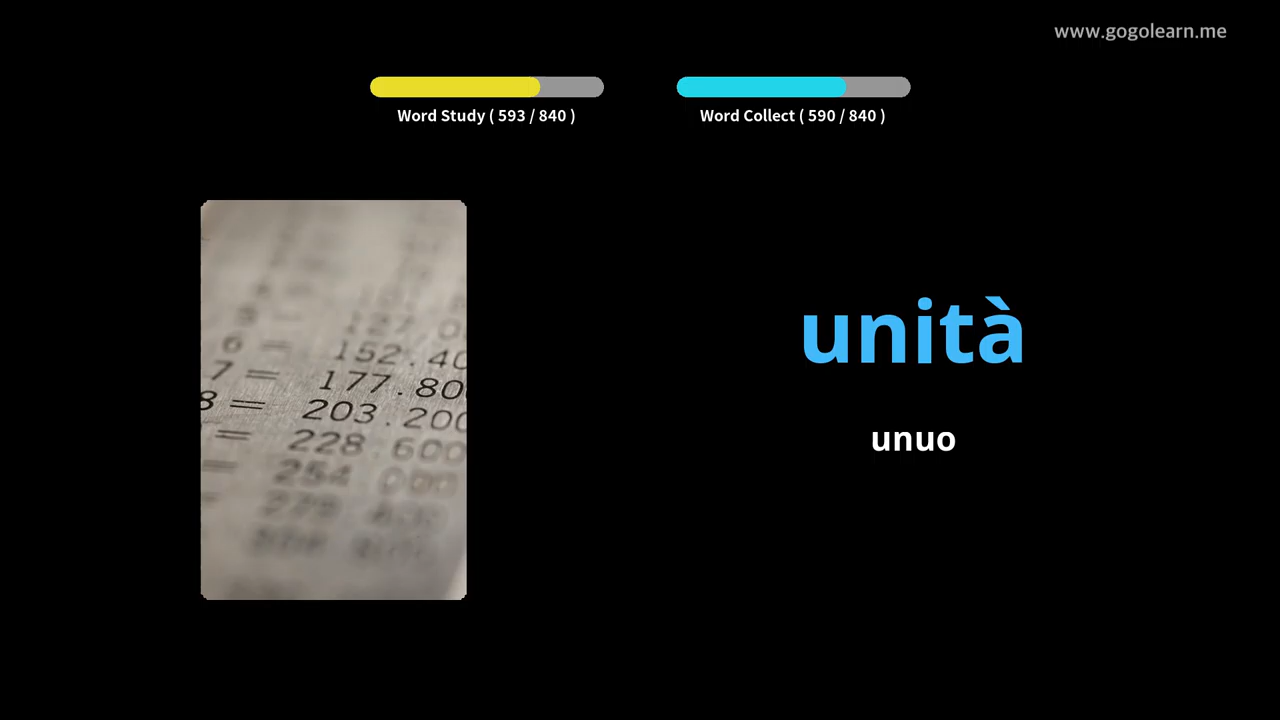 www.gogolearn.me
Word Study ( 593 / 840 )
Word Collect ( 590 / 840 )
6 = 152.40
7 = 177.80
8 = 203.200
= 228.600
254
unità
unuo